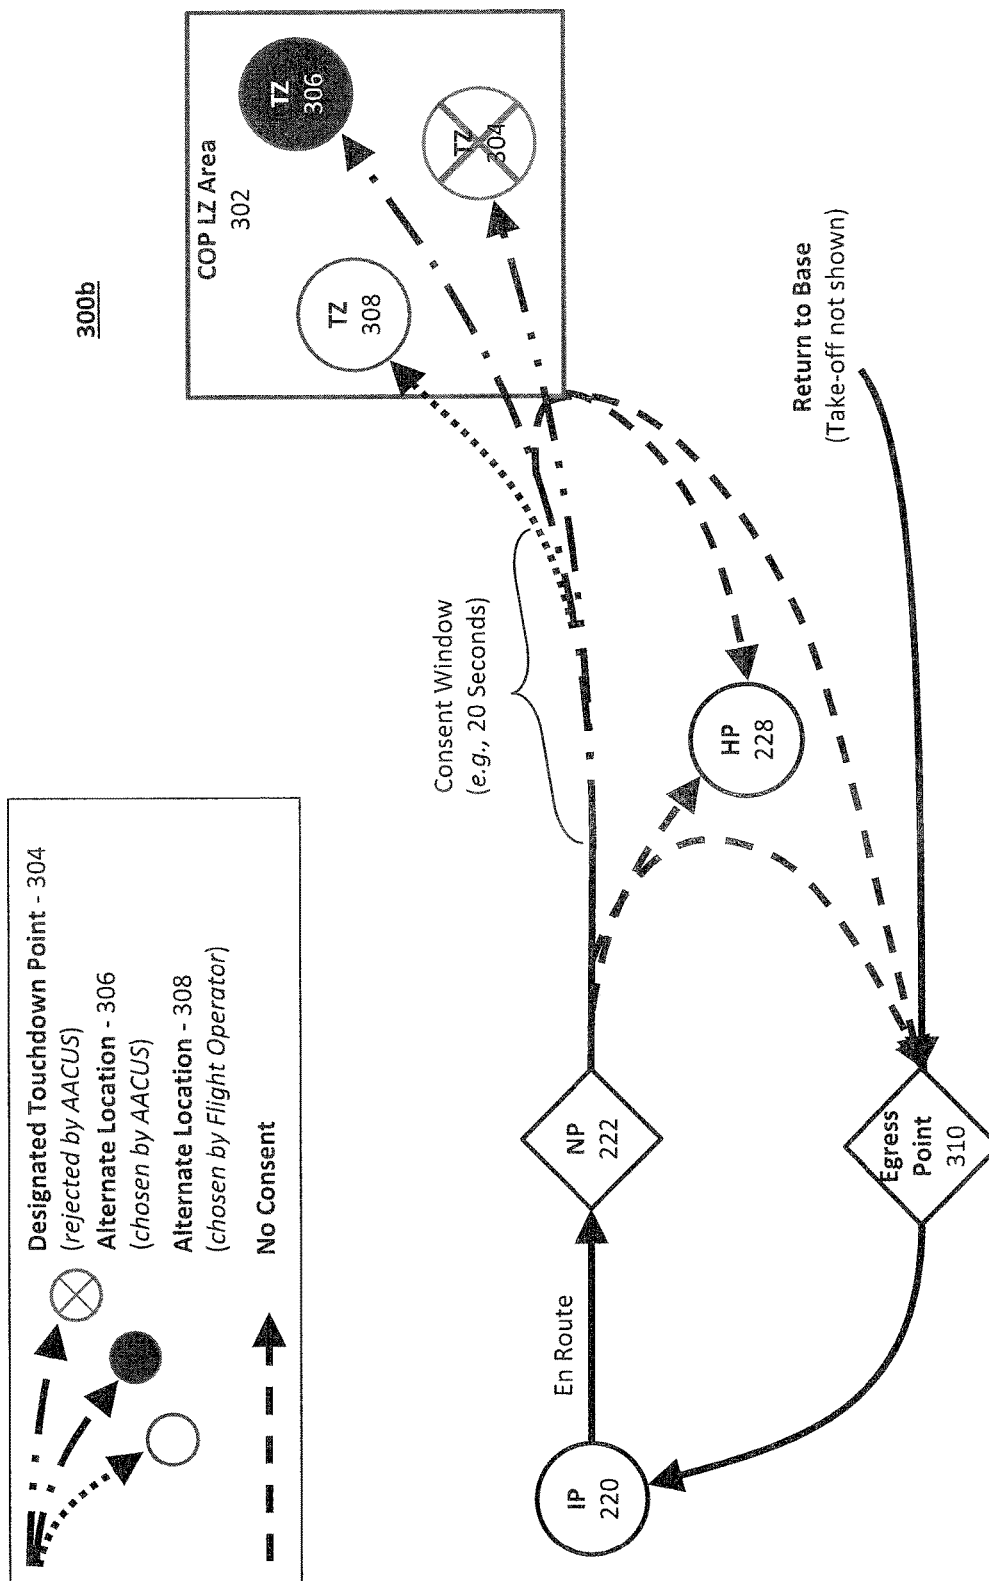 300b
Designated Touchdown Point - 304
(rejected by AACUS)
Alternate Location - 306
(chosen by AACUS)
Alternate Location - 308
(chosen by Flight Operator)
No Consent
COP LZ Area
302
TZ
306
TZ
304
TZ
308
Consent Window
(e.g., 20 Seconds)
En Route
IP
220
NP
222
HP
228
Egress
Point
310
Return to Base
(Take-off not shown)